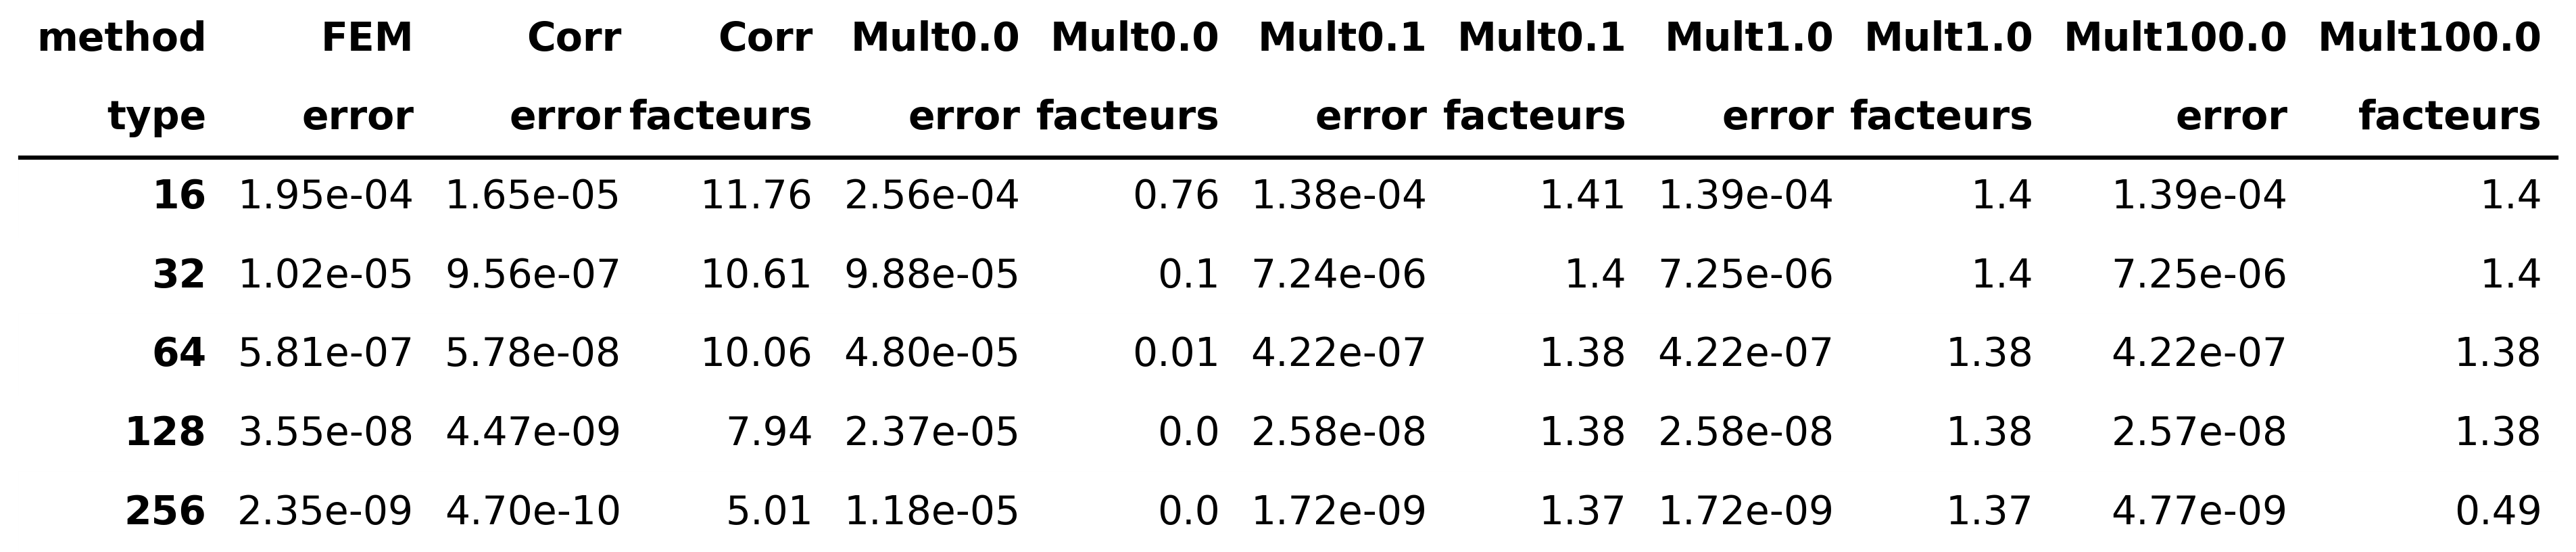 method FEM Corr Corr Mult0.0 Mult0.0 Mult0.1 Mult0.1 Mult1.0 Mult1.0 Mult100.0 Mult100.0
type error error facteurs error facteurs error facteurs error facteurs error facteurs
16 1.95e-04 1.65e-05 11.76 2.56e-04 0.76 1.38e-04 1.41 1.39e-04 1.4 1.39e-04 1.4
32 1.02e-05 9.56e-07 10.61 9.88e-05 0.1 7.24e-06 1.4 7.25e-06 1.4 7.25e-06 1.4
64 5.81e-07 5.78e-08 10.06 4.80e-05 0.01 4.22e-07 1.38 4.22e-07 1.38 4.22e-07 1.38
128 3.55e-08 4.47e-09 7.94 2.37e-05 0.0 2.58e-08 1.38 2.58e-08 1.38 2.57e-08 1.38
256 2.35e-09 4.70e-10 5.01 1.18e-05 0.0 1.72e-09 1.37 1.72e-09 1.37 4.77e-09 0.49